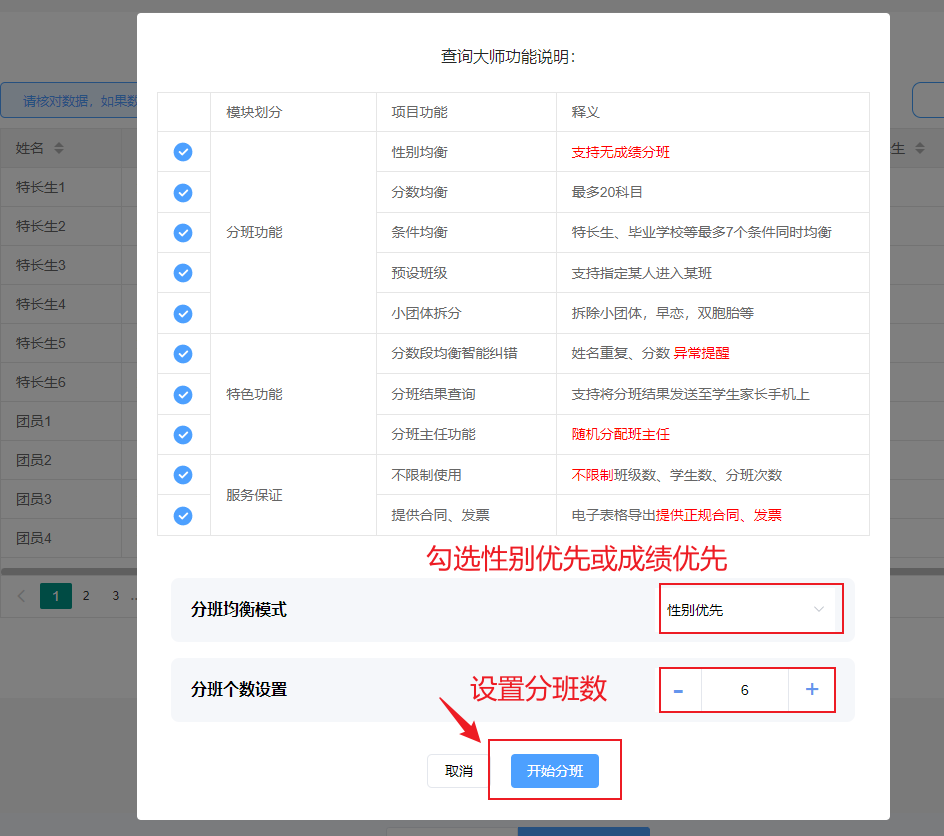 查询大师功能说明：
请核对数据，如果数
模块划分 项目功能 释义
姓名 生
性别均衡 支持无成绩分班
特长生1
分数均衡 最多20科目
特长生2
分班功能 条件均衡 特长生、毕业学校等最多7个条件同时均衡
特长生3
预设班级 支持指定某人进入某班
特长生4
小团体拆分 拆除小团体，早恋，双胞胎等
特长生5
分数段均衡智能纠错 姓名重复、分数 异常提醒
特长生6
特色功能 分班结果查询 支持将分班结果发送至学生家长手机上
团员1
分班主任功能 随机分配班主任
团员2
不限制使用 不限制班级数、学生数、分班次数
服务保证
团员3
提供合同、发票 电子表格导出提供正规合同、发票
团员4
勾选性别优先或成绩优先
1 2 3 ..
分班均衡模式 性别优先
设置分班数
分班个数设置 - 6 +
取消 开始分班